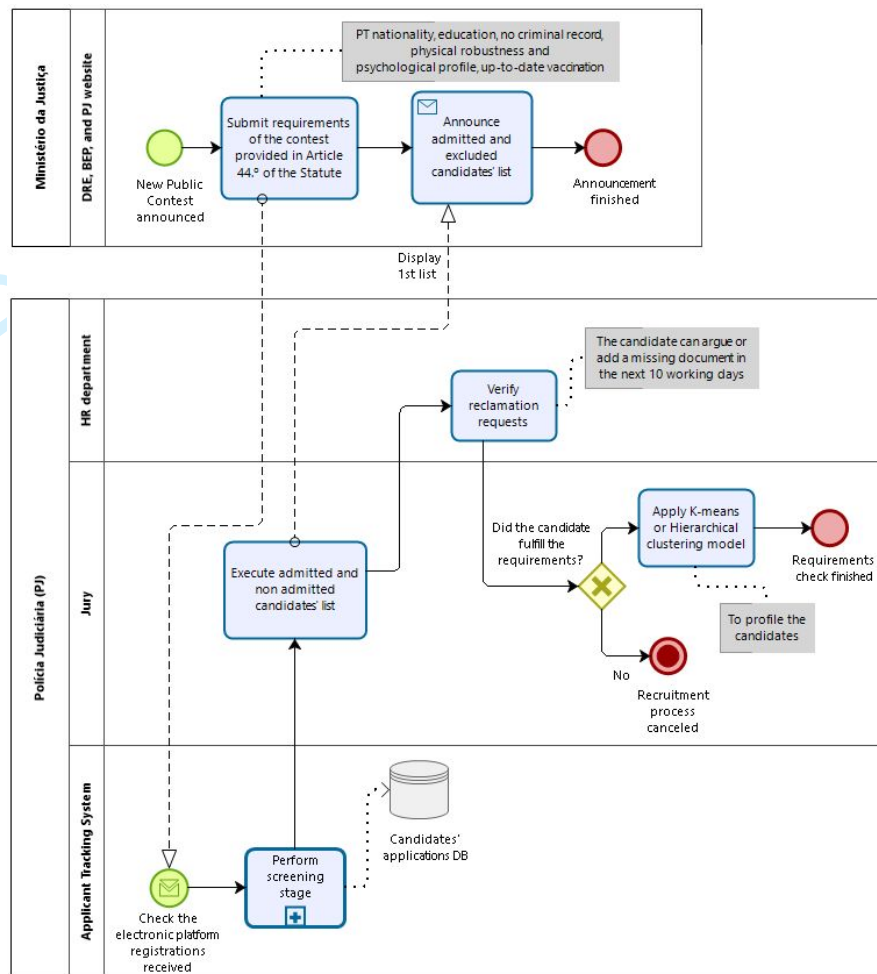 Ministério da Justiça
DRE, BEP, and PJ website
PT nationality, education, no criminal record,
physical robustness and
psychological profile, up-to-date vaccination
New Public
Contest
announced
Submit requirements
of the contest
provided in Article
44.º of the Statute
Announce
admitted and
excluded
candidates' list
Announcement
finished
Display
1st list
Polícia Judiciária (PJ)
HR department
Verify
reclamation
requests
The candidate can argue or
add a missing document in
the next 10 working days
Jury
Execute admitted and
non admitted
candidates' list
Did the candidate
fulfill the
requirements?
Apply K-means
or Hierarchical
clustering model
Requirements
check finished
To profile the
candidates
No
Recruitment
process
canceled
Applicant Tracking System
Check the
electronic platform
registrations
received
Perform
screening
stage
Candidates'
applications DB